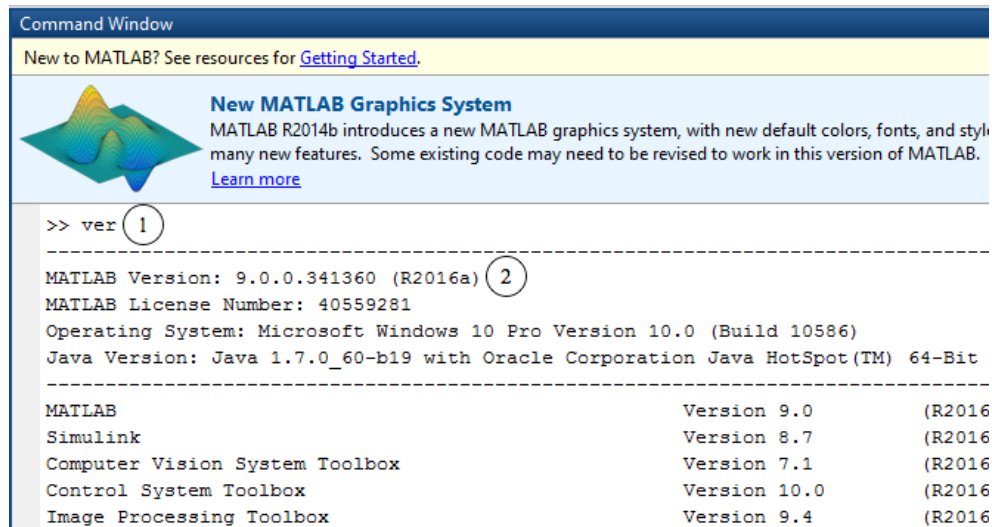 Command Window
New to MATLAB? See resources for Getting Started.
New MATLAB Graphics System
MATLAB R2014b introduces a new MATLAB graphics system, with new default colors, fonts, and style
many new features. Some existing code may need to be revised to work in this version of MATLAB.
Learn more
>> ver 1
MATLAB Version: 9.0.0.341360 (R2016a) 2
MATLAB License Number: 40559281
Operating System: Microsoft Windows 10 Pro Version 10.0 (Build 10586)
Java Version: Java 1.7.0_60-b19 with Oracle Corporation Java HotSpot(TM) 64-Bit
MATLAB Version 9.0 (R2016
Simulink Version 8.7 (R2016
Computer Vision System Toolbox Version 7.1 (R2016
Control System Toolbox Version 10.0 (R2016
Image Processing Toolbox Version 9.4 (R2016